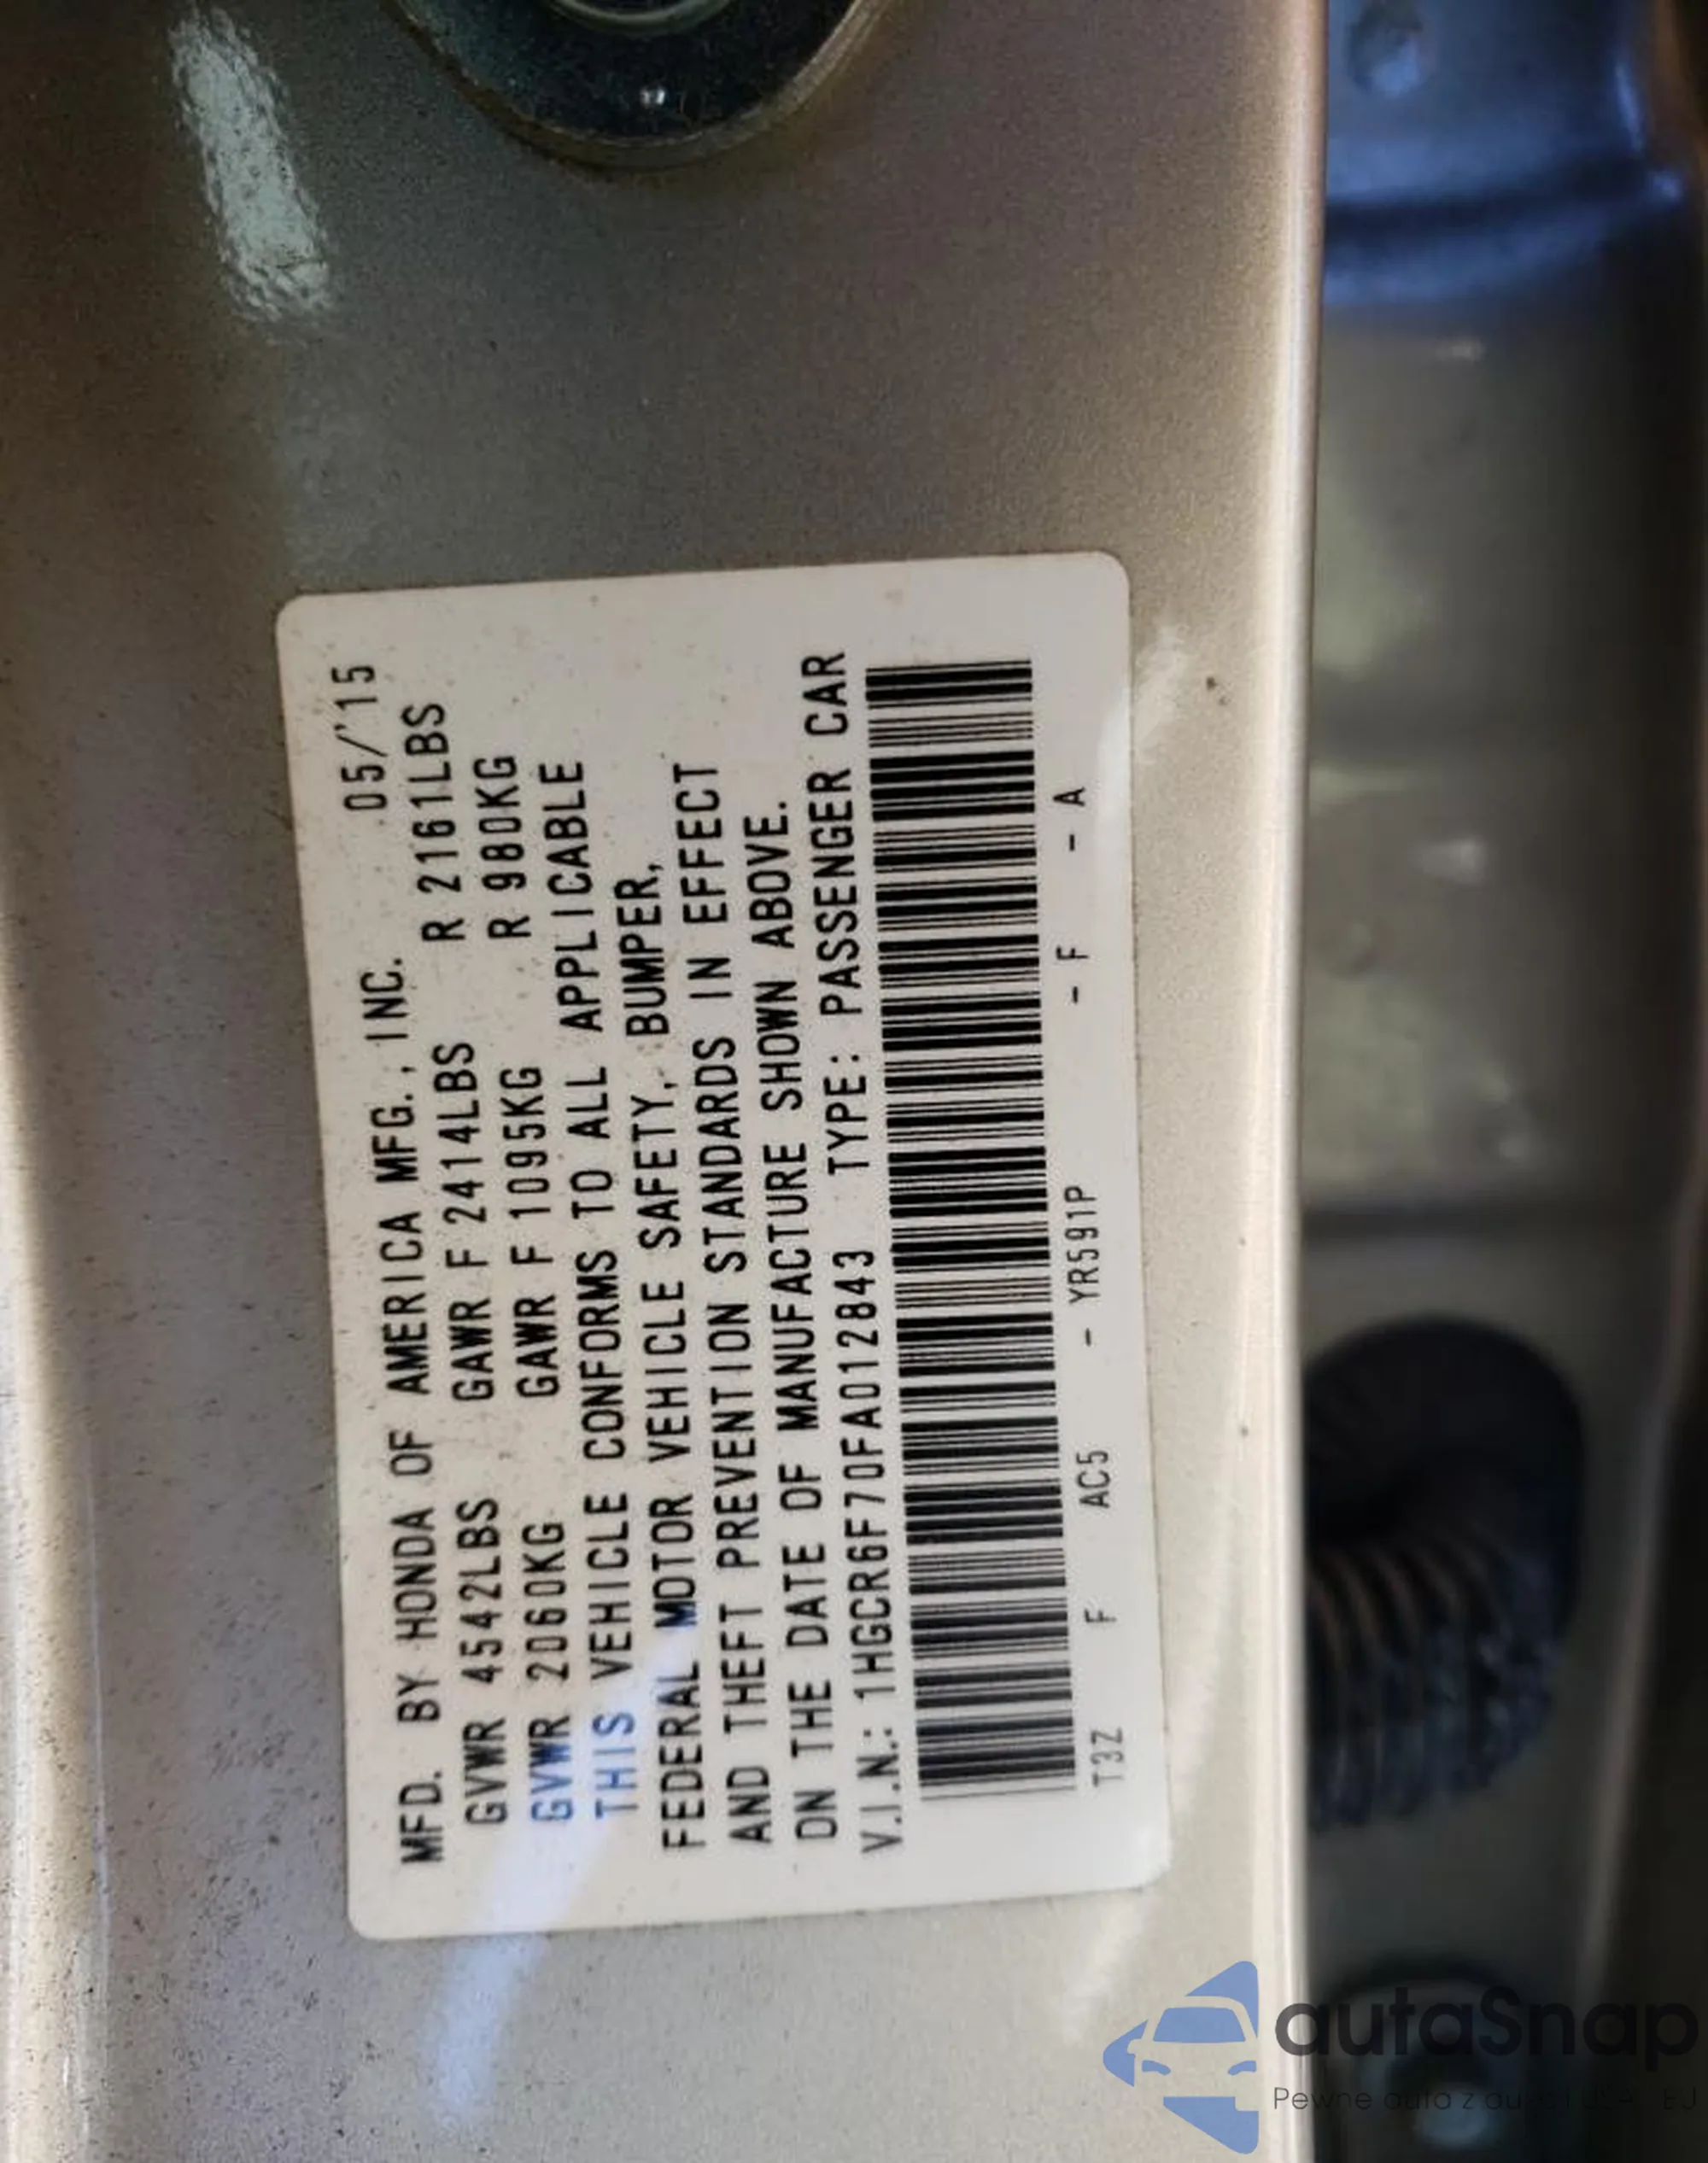 MFD. BY HONDA OF AMERICA MFG., INC. 05/'15
GVWR 4542LBS GAWR F 2414LBS R 2161LBS
GVWR 2060KG GAWR F 1095KG R 980KG
THIS VEHICLE CONFORMS TO ALL APPLICABLE
FEDERAL MOTOR VEHICLE SAFETY, BUMPER,
AND THEFT PREVENTION STANDARDS IN EFFECT
ON THE DATE OF MANUFACTURE SHOWN ABOVE.
V.I.N.: 1HGCR6F70FA012843 TYPE: PASSENGER CAR
T3Z F AC5 - YR591P - F - A
autaSnap
Pewne auta z